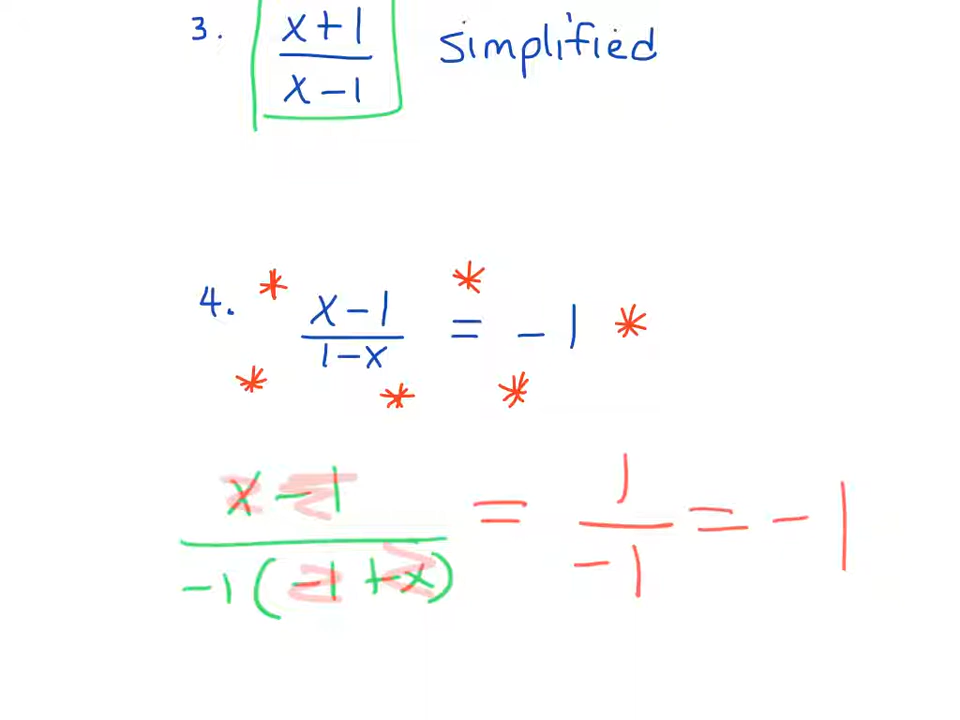 3. x+1 / x-1 simplified
4. * x-1 / 1-x * = -1 *
* * *
x-1 / -1(-1+x) = 1 / -1 = -1